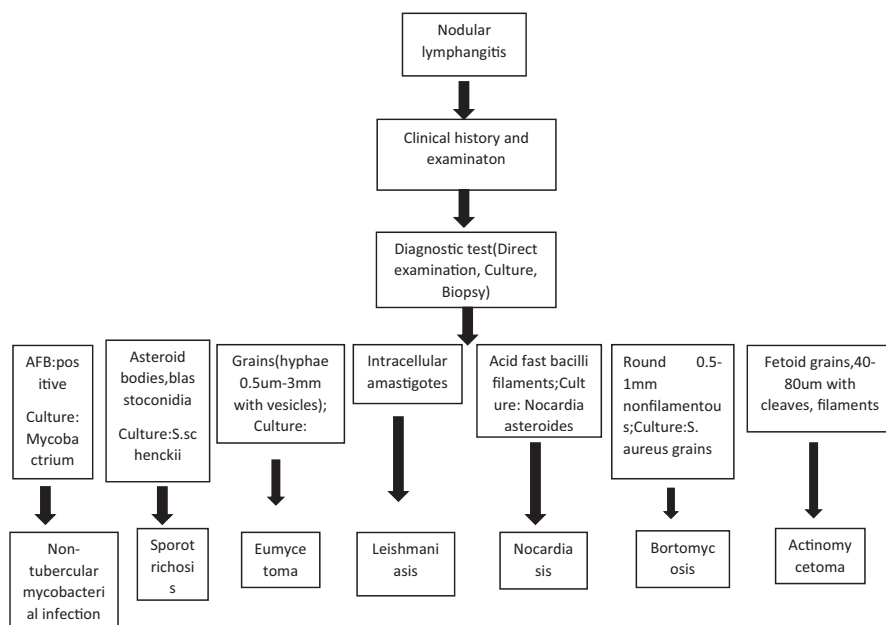 Nodular
lymphangitis
Clinical history and
examinaton
Diagnostic test(Direct
examination, Culture,
Biopsy)
AFB:pos
itive
Culture:
Mycoba
ctrium
Asteroid
bodies,blas
stoconidia
Culture:S.sc
henckii
Grains(hyphae
0.5um-3mm
with vesicles);
Culture:
Intracellular
amastigotes
Acid fast bacilli
filaments;Cult
ure: Nocardia
asteroides
Round 0.5-
1mm
nonfilamentou
s;Culture:S.
aureus grains
Fetoid grains,40-
80um with
cleaves, filaments
Non-
tubercular
mycobacteri
al infection
Sporot
richosi
s
Eumyce
toma
Leishmani
asis
Nocardia
sis
Bortomyc
osis
Actinomy
cetoma